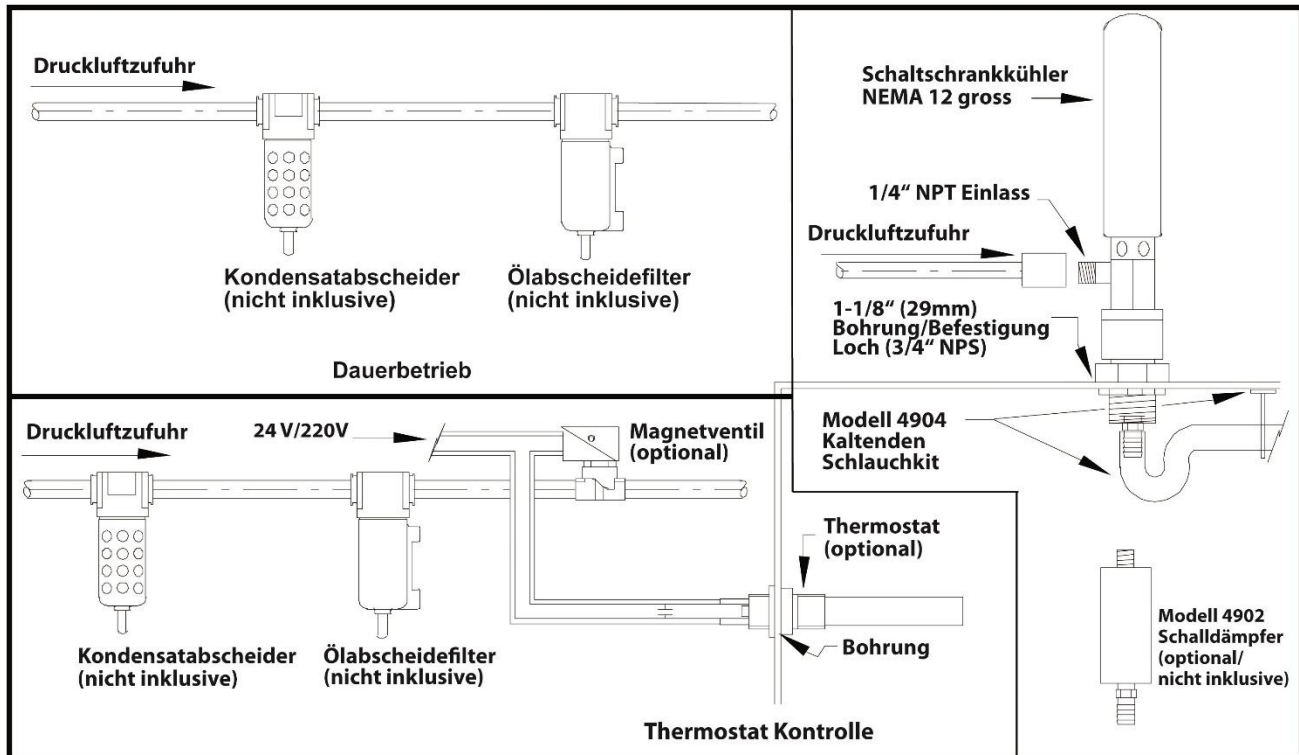 Druckluftzufuhr
Kondensatabscheider
(nicht inklusive)
Ölabscheidefilter
(nicht inklusive)
Dauerbetrieb
Schaltschrankkühler
NEMA 12 gross
1/4“ NPT Einlass
Druckluftzufuhr
1-1/8“ (29mm)
Bohrung/Befestigung
Loch (3/4“ NPS)
Modell 4904
Kaltenden
Schlauchkit
Modell 4902
Schalldämpfer
(optional/
nicht inklusive)
Druckluftzufuhr
24 V/220V
Magnetventil
(optional)
Thermostat
(optional)
Bohrung
Kondensatabscheider
(nicht inklusive)
Ölabscheidefilter
(nicht inklusive)
Thermostat Kontrolle